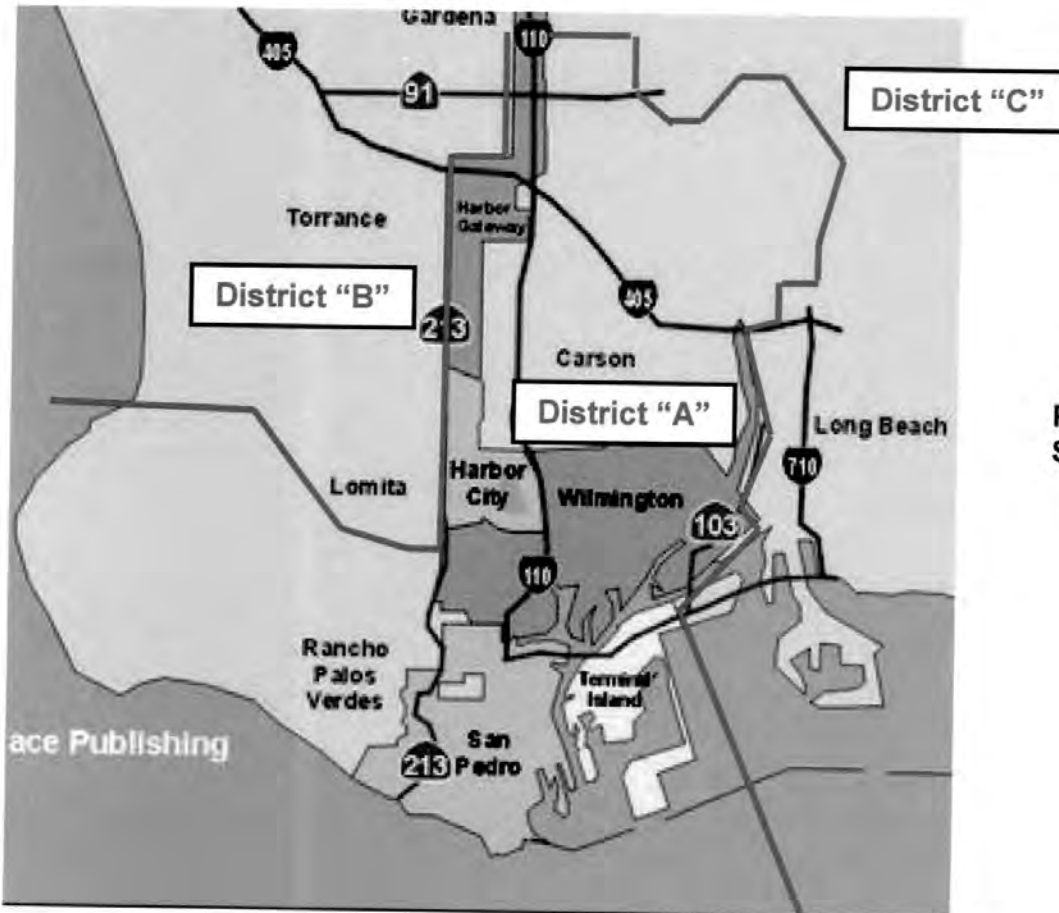 Gardena
405
110
91
District "C"
Torrance
Harbor
Gateway
District "B"
213
405
Carson
District "A"
Long Beach
Lomita
Harbor
City
Wilmington
710
103
110
Rancho
Palos
Verdes
Terminal
Island
ace Publishing
San
Pedro
213
S